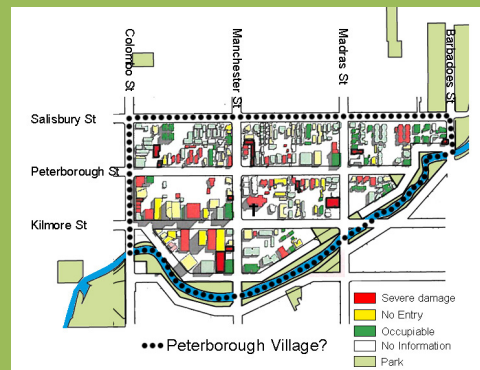 Colombo St
Manchester St
Madras St
Barbadoes St
Salisbury St
Peterborough St
Kilmore St
Severe damage
No Entry
Occupiable
No Information
Park
Peterborough Village?